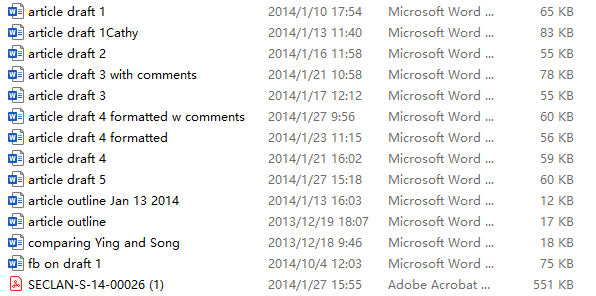 article draft 1 2014/1/10 17:54 Microsoft Word ... 65 KB
article draft 1Cathy 2014/1/13 11:40 Microsoft Word ... 83 KB
article draft 2 2014/1/16 11:58 Microsoft Word ... 55 KB
article draft 3 with comments 2014/1/21 10:58 Microsoft Word ... 78 KB
article draft 3 2014/1/17 12:12 Microsoft Word ... 55 KB
article draft 4 formatted w comments 2014/1/27 9:56 Microsoft Word ... 60 KB
article draft 4 formatted 2014/1/23 11:15 Microsoft Word ... 56 KB
article draft 4 2014/1/21 16:02 Microsoft Word ... 59 KB
article draft 5 2014/1/27 15:18 Microsoft Word ... 60 KB
article outline Jan 13 2014 2014/1/13 16:03 Microsoft Word ... 12 KB
article outline 2013/12/19 18:07 Microsoft Word ... 17 KB
comparing Ying and Song 2013/12/18 9:46 Microsoft Word ... 18 KB
fb on draft 1 2014/10/4 12:03 Microsoft Word ... 75 KB
SECLAN-S-14-00026 (1) 2014/1/27 15:55 Adobe Acrobat ... 551 KB